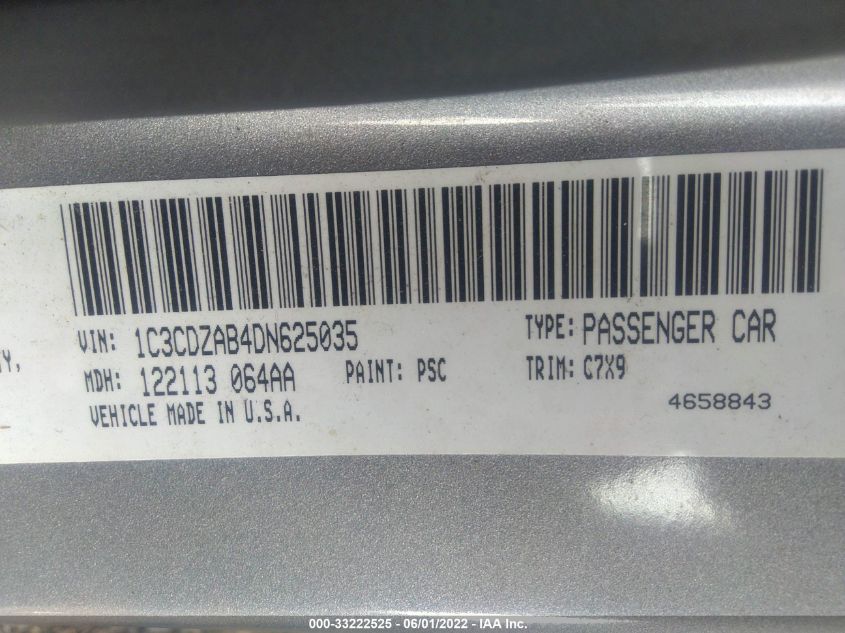 VIN: 1C3CDZAB4DN625035 TYPE: PASSENGER CAR
MDH: 122113 064AA PAINT: PSC TRIM: C7X9
VEHICLE MADE IN U.S.A. 4658843
000-33222525 - 06/01/2022 - IAA Inc.